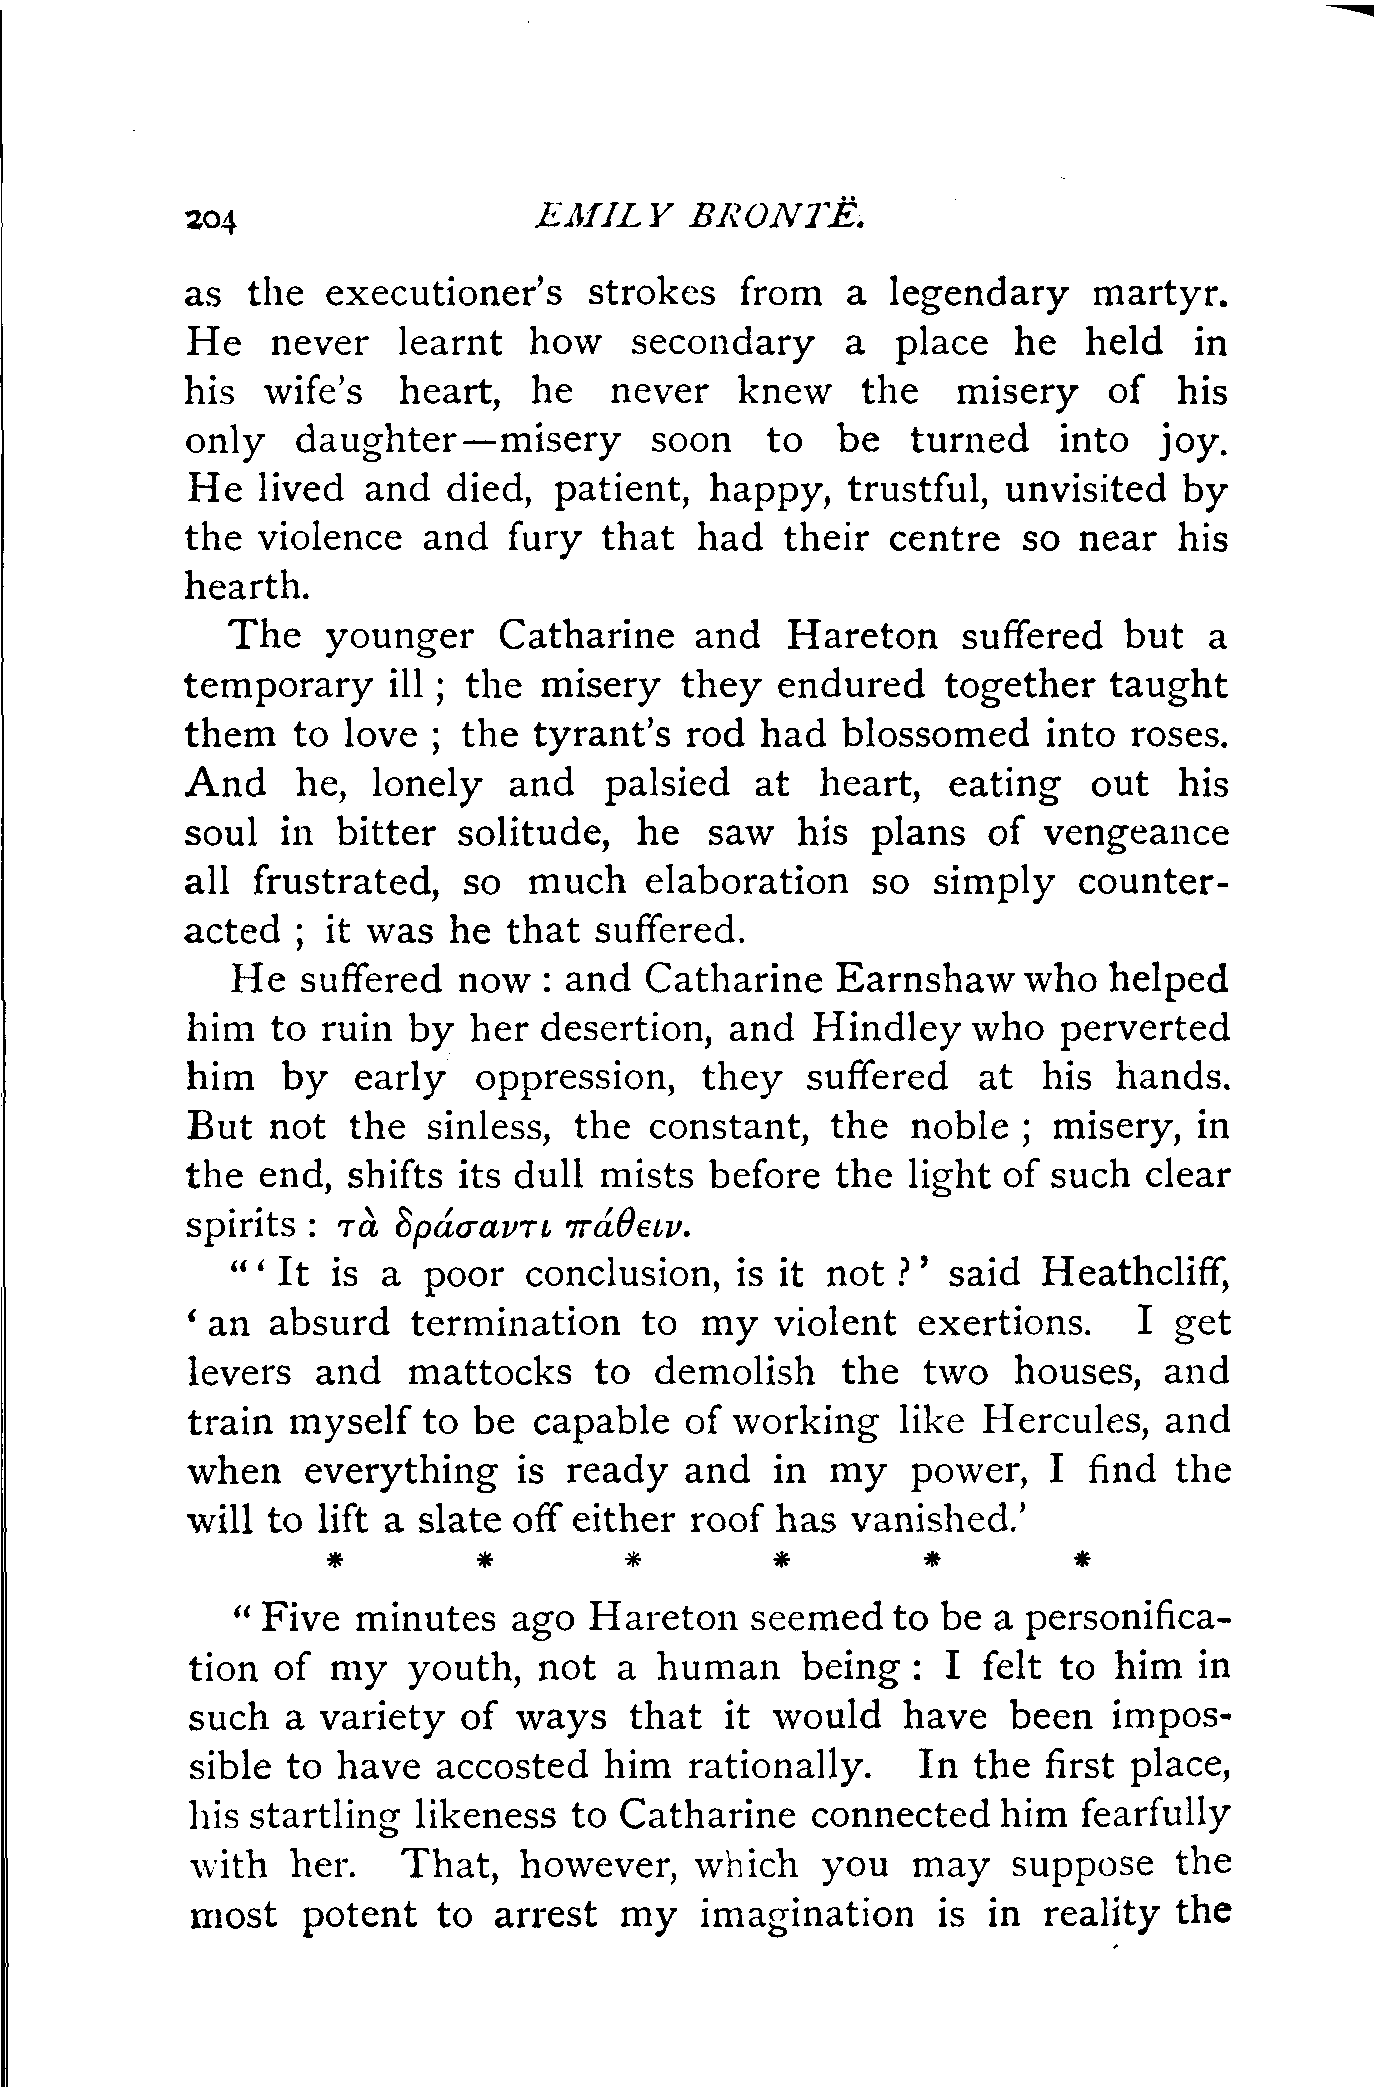 204 EMILY BRONTË.
as the executioner's strokes from a legendary martyr.
He never learnt how secondary a place he held in
his wife's heart, he never knew the misery of his
only daughter—misery soon to be turned into joy.
He lived and died, patient, happy, trustful, unvisited by
the violence and fury that had their centre so near his
hearth.
The younger Catharine and Hareton suffered but a
temporary ill ; the misery they endured together taught
them to love ; the tyrant's rod had blossomed into roses.
And he, lonely and palsied at heart, eating out his
soul in bitter solitude, he saw his plans of vengeance
all frustrated, so much elaboration so simply counter-
acted ; it was he that suffered.
He suffered now : and Catharine Earnshaw who helped
him to ruin by her desertion, and Hindley who perverted
him by early oppression, they suffered at his hands.
But not the sinless, the constant, the noble ; misery, in
the end, shifts its dull mists before the light of such clear
spirits : τὰ δράσαντι πάθειν.
"' It is a poor conclusion, is it not ?' said Heathcliff,
' an absurd termination to my violent exertions. I get
levers and mattocks to demolish the two houses, and
train myself to be capable of working like Hercules, and
when everything is ready and in my power, I find the
will to lift a slate off either roof has vanished.'
* * * * * *
" Five minutes ago Hareton seemed to be a personifica-
tion of my youth, not a human being : I felt to him in
such a variety of ways that it would have been impos-
sible to have accosted him rationally. In the first place,
his startling likeness to Catharine connected him fearfully
with her. That, however, which you may suppose the
most potent to arrest my imagination is in reality the